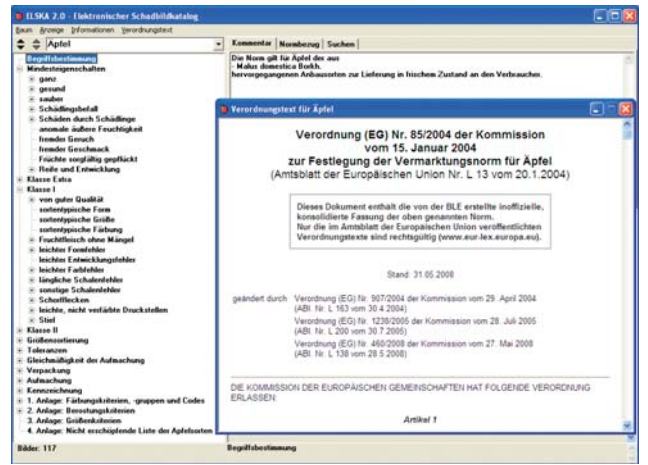 ELSKA 2.0 - Elektronischer Schadbildkatalog
Baum Anzeige Informationen Verordnungstext
Äpfel
Begriffsbestimmung
Mindesteigenschaften
ganz
gesund
sauber
Schädlingsbefall
Schäden durch Schädlinge
anomale äußere Feuchtigkeit
fremder Geruch
fremder Geschmack
Früchte sorgfältig gepflückt
Reife und Entwicklung
Klasse Extra
Klasse I
von guter Qualität
sortentypische Form
sortentypische Größe
sortentypische Färbung
Fruchtfleisch ohne Mängel
leichter Formfehler
leichter Entwicklungsfehler
leichter Farbfehler
längliche Schalenfehler
sonstige Schalenfehler
Schorfflecken
leichte, nicht verfärbte Druckstellen
Stiel
Klasse II
Größensortierung
Toleranzen
Gleichmäßigkeit der Aufmachung
Verpackung
Aufmachung
Kennzeichnung
1. Anlage: Färbungskriterien, -gruppen und Codes
2. Anlage: Berostungskriterien
3. Anlage: Größenkriterien
4. Anlage: Nicht erschöpfende Liste der Apfelsorten
Bilder: 117
Kommentar Normbezug Suchen
Die Norm gilt für Äpfel der aus
- Malus domestica Borkh.
hervorgegangenen Anbausorten zur Lieferung in frischem Zustand an den Verbraucher.
Verordnungstext für Äpfel
Verordnung (EG) Nr. 85/2004 der Kommission
vom 15. Januar 2004
zur Festlegung der Vermarktungsnorm für Äpfel
(Amtsblatt der Europäischen Union Nr. L 13 vom 20.1.2004)
Dieses Dokument enthält die von der BLE erstellte inoffizielle,
konsolidierte Fassung der oben genannten Norm.
Nur die im Amtsblatt der Europäischen Union veröffentlichten
Verordnungstexte sind rechtsgültig (www.eur-lex.europa.eu).
Stand: 31.05.2008
geändert durch Verordnung (EG) Nr. 907/2004 der Kommission vom 29. April 2004
(ABl. Nr. L 163 vom 30.4.2004)
Verordnung (EG) Nr. 1238/2005 der Kommission vom 28. Juli 2005
(ABl. Nr. L 200 vom 30.7.2005)
Verordnung (EG) Nr. 460/2008 der Kommission vom 27. Mai 2008
(ABl. Nr. L 138 vom 28.5.2008)
DIE KOMMISSION DER EUROPÄISCHEN GEMEINSCHAFTEN HAT FOLGENDE VERORDNUNG
ERLASSEN:
Artikel 1
Begriffsbestimmung